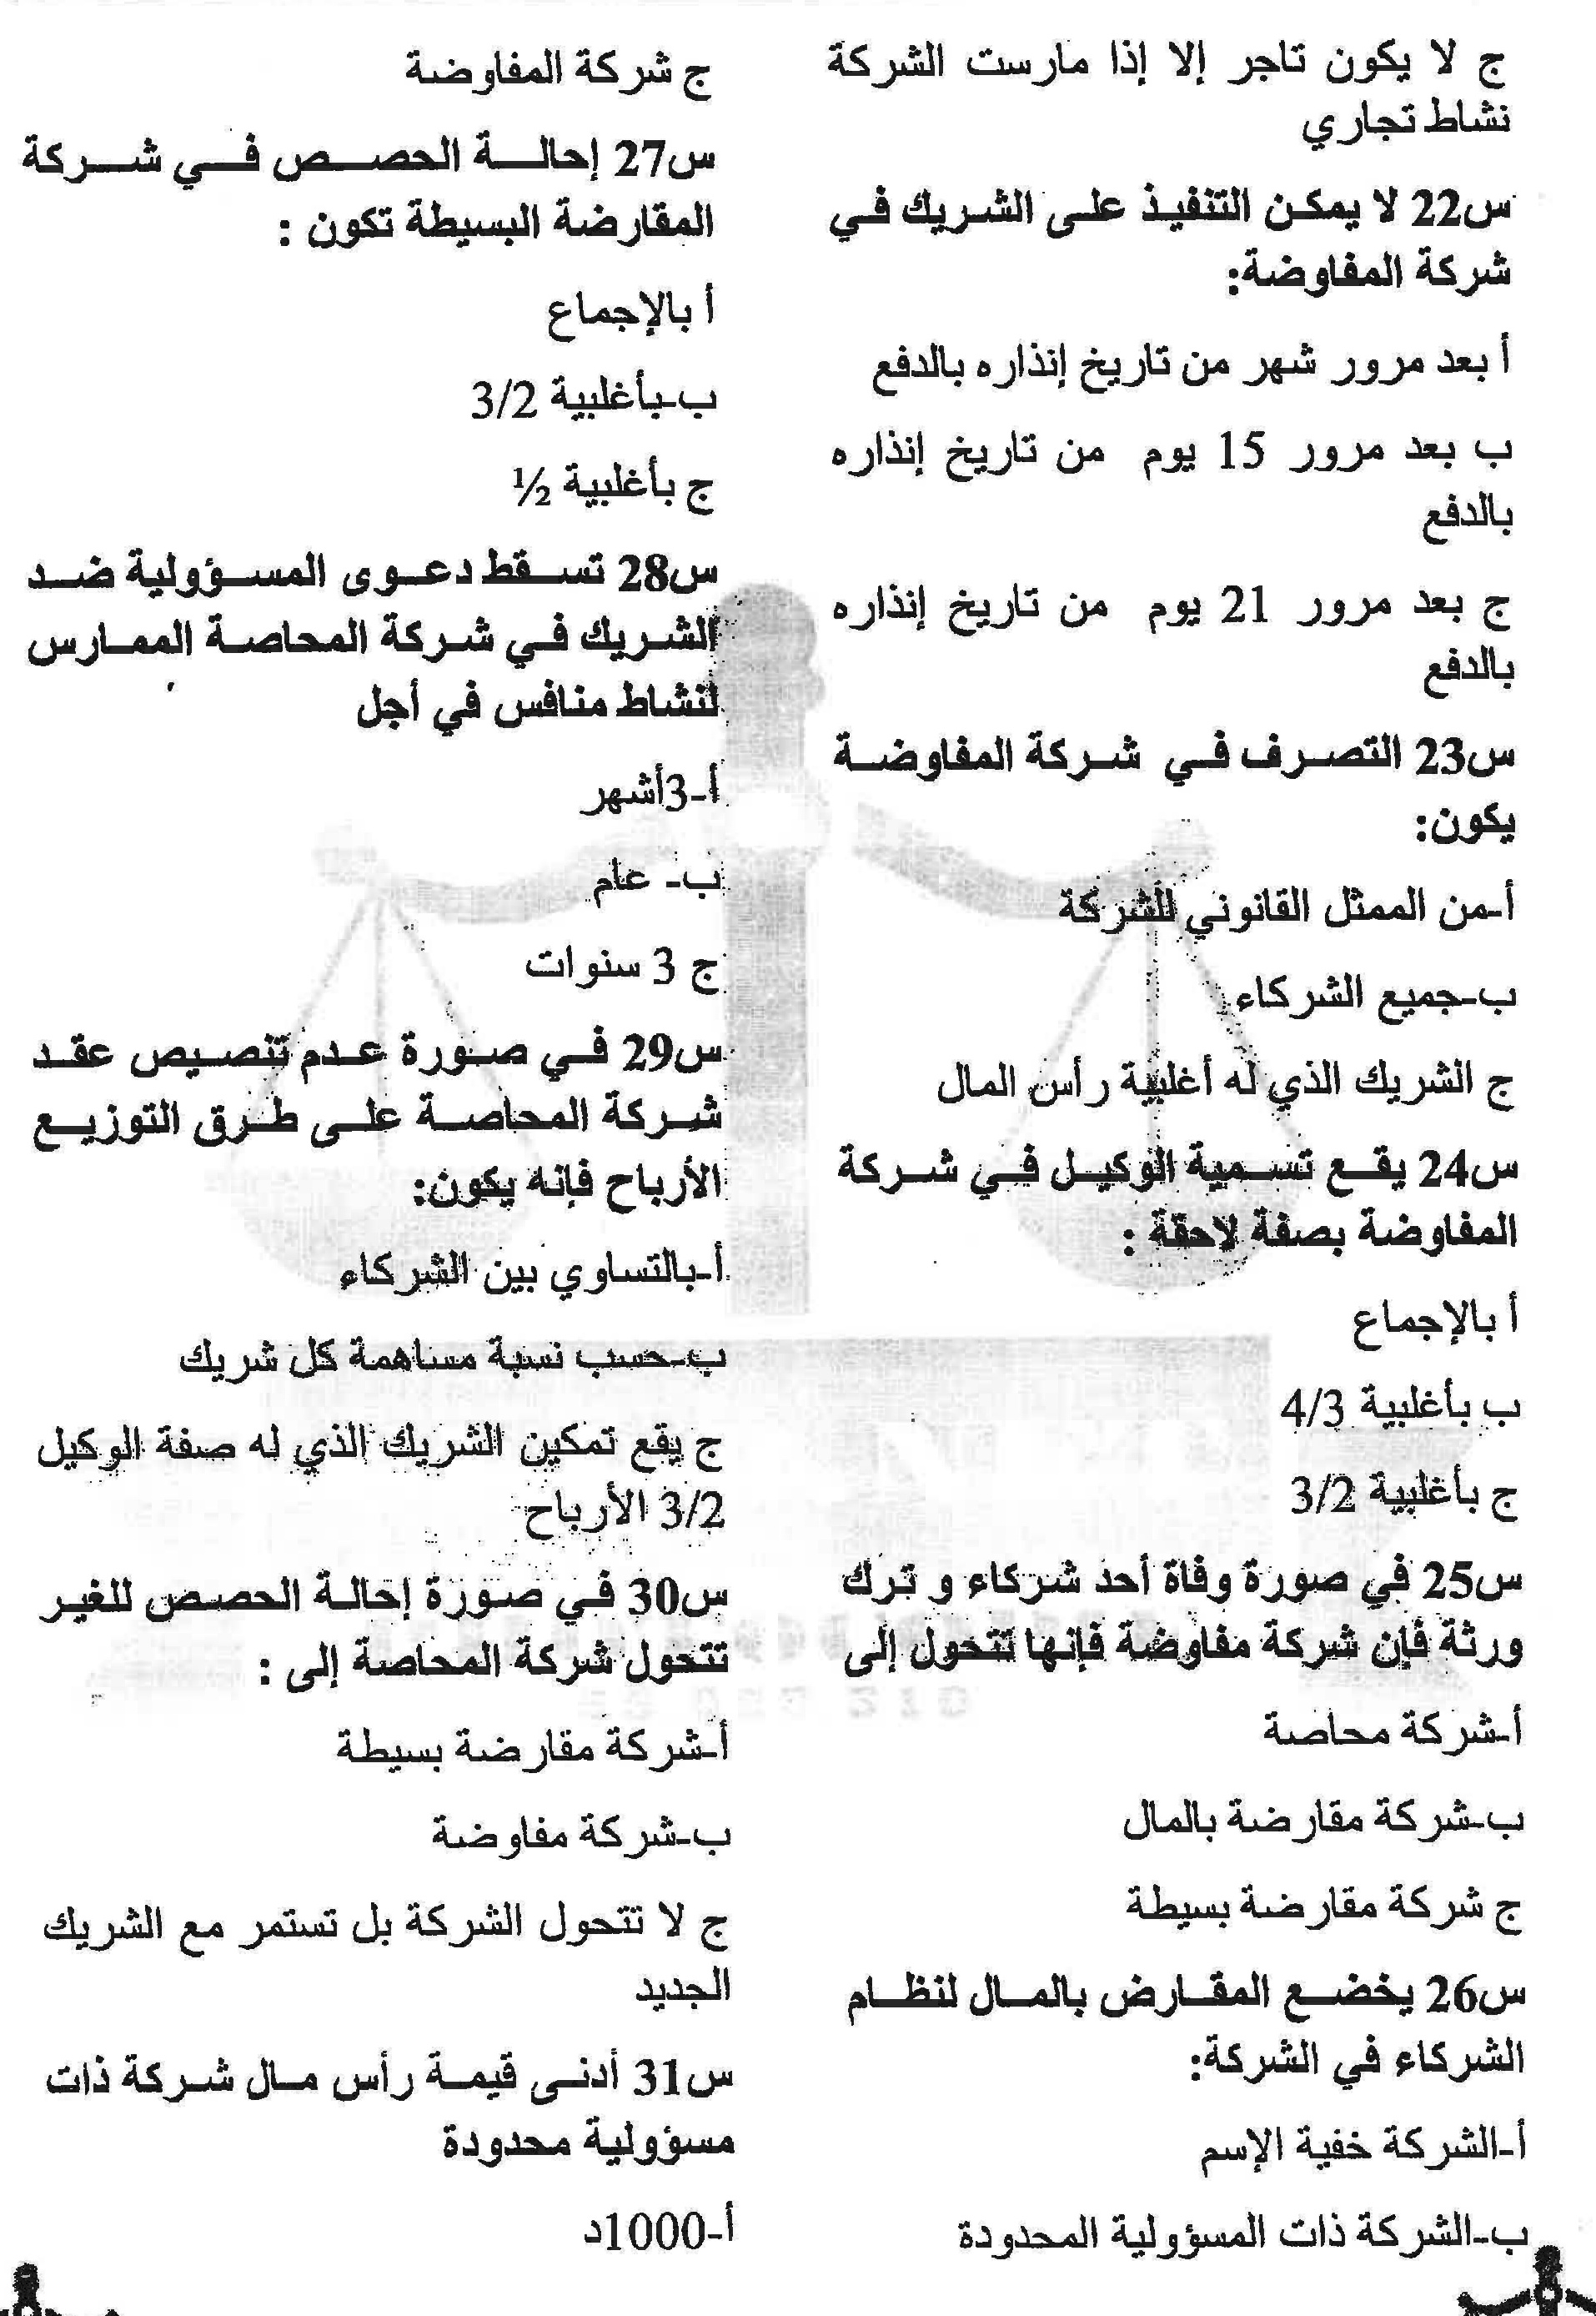 ج لا يكون تاجر إلا إذا مارست الشركة
نشاط تجاري
س22 لا يمكن التنفيذ على الشريك في
شركة المفاوضة:
أ بعد مرور شهر من تاريخ إنذاره بالدفع
ب بعد مرور 15 يوم من تاريخ إنذاره
بالدفع
ج بعد مرور 21 يوم من تاريخ إنذاره
بالدفع
س23 التصرف في شركة المفاوضة
يكون:
أ-من الممثل القانوني للشركة
ب-جميع الشركاء
ج الشريك الذي له أغلبية رأس المال
س24 يقع تسمية الوكيل في شركة
المفاوضة بصفة لاحقة :
أ بالإجماع
ب بأغلبية 4/3
ج بأغلبية 3/2
س25 في صورة وفاة أحد شركاء و ترك
ورثة فإن شركة مفاوضة فإنها تتحول إلى
أ-شركة محاصة
ب-شركة مقارضة بالمال
ج شركة مقارضة بسيطة
س26 يخضع المقارض بالمال لنظام
الشركاء في الشركة:
أ-الشركة خفية الإسم
ب-الشركة ذات المسؤولية المحدودة
ج شركة المفاوضة
س27 إحالة الحصص في شركة
المقارضة البسيطة تكون :
أ بالإجماع
ب-بأغلبية 3/2
ج بأغلبية ½
س28 تسقط دعوى المسؤولية ضد
الشريك في شركة المحاصة الممارس
لنشاط منافس في أجل
أ-3أشهر
ب- عام
ج 3 سنوات
س29 في صورة عدم تنصيص عقد
شركة المحاصة على طرق التوزيع
الأرباح فإنه يكون:
أ-بالتساوي بين الشركاء
ب-حسب نسبة مساهمة كل شريك
ج يقع تمكين الشريك الذي له صفة الوكيل
3/2 الأرباح
س30 في صورة إحالة الحصص للغير
تتحول شركة المحاصة إلى :
أ-شركة مقارضة بسيطة
ب-شركة مفاوضة
ج لا تتحول الشركة بل تستمر مع الشريك
الجديد
س31 أدنى قيمة رأس مال شركة ذات
مسؤولية محدودة
أ-1000د